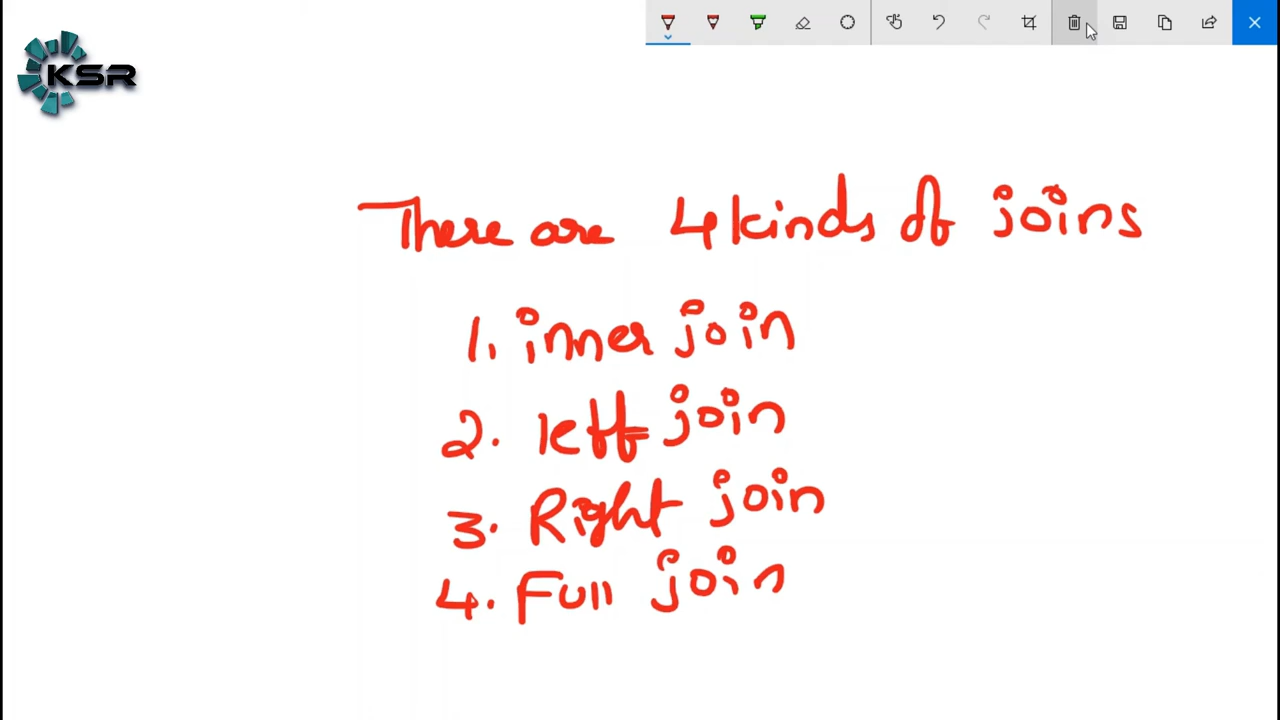 KSR
There are 4 kinds of joins
1. inner join
2. Left join
3. Right join
4. Full join